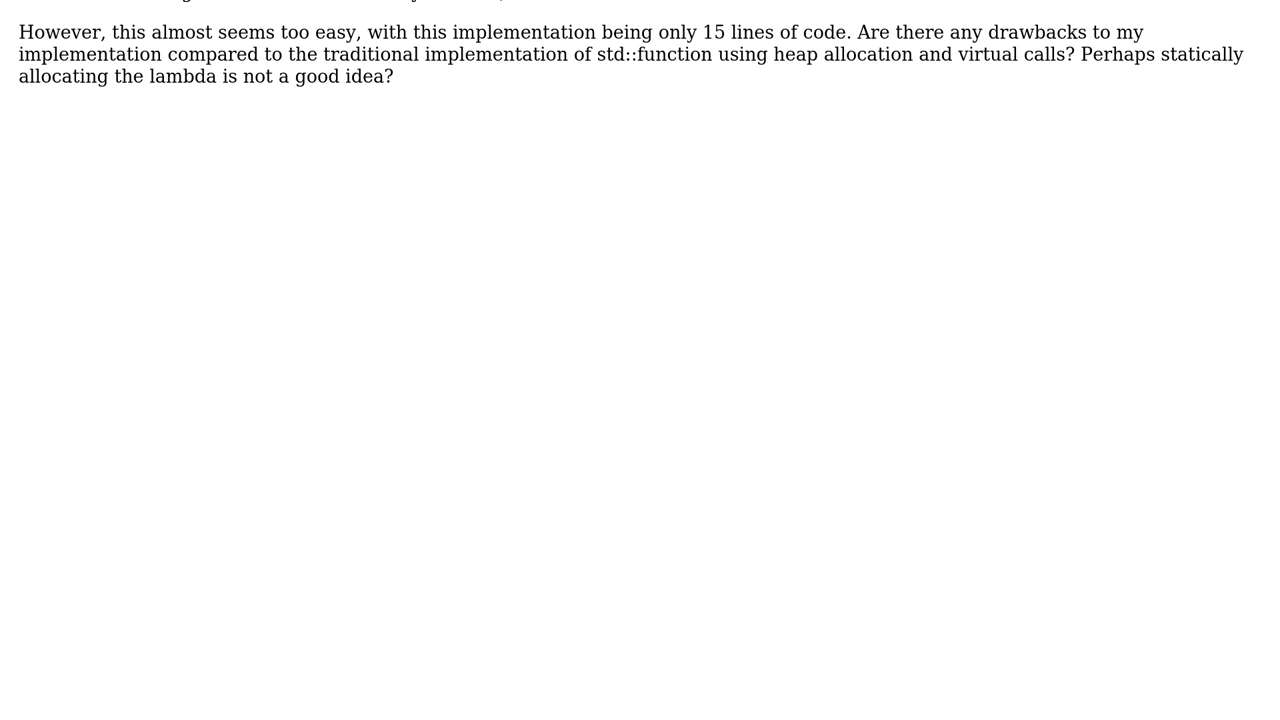 However, this almost seems too easy, with this implementation being only 15 lines of code. Are there any drawbacks to my
implementation compared to the traditional implementation of std::function using heap allocation and virtual calls? Perhaps statically
allocating the lambda is not a good idea?